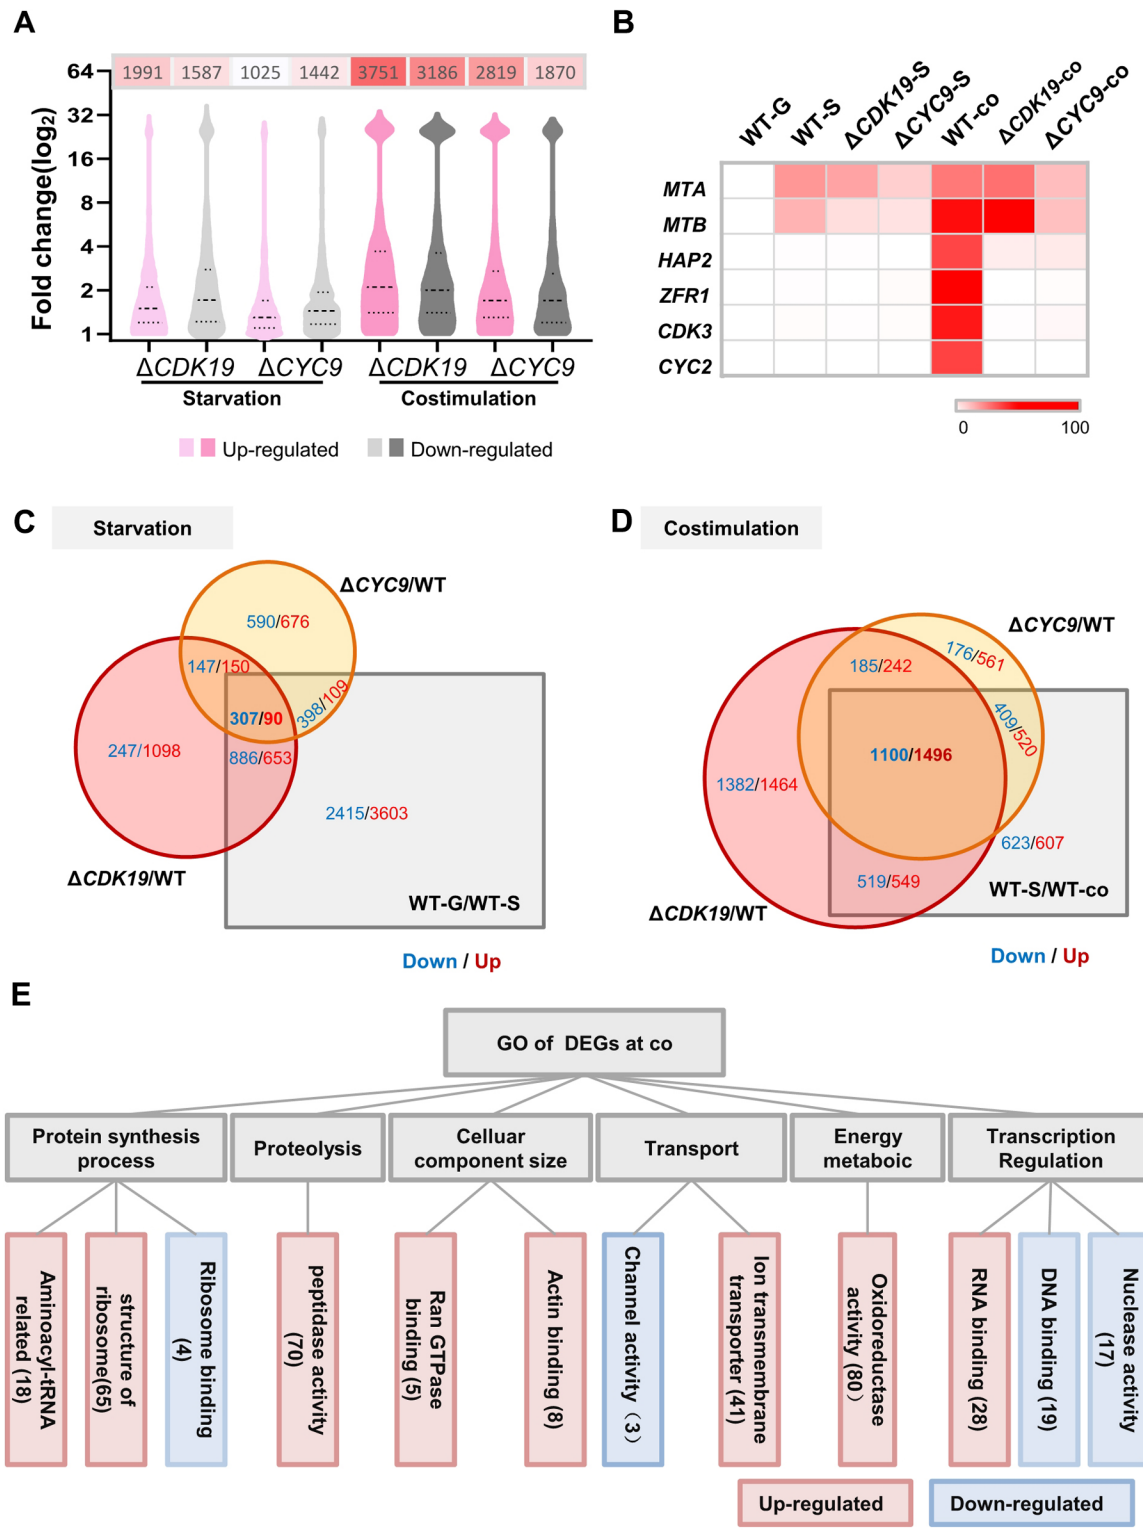 A
1991 1587 1025 1442 3751 3186 2819 1870
Fold change(log2)
64
32
16
8
4
2
1
ΔCDK19 ΔCYC9 ΔCDK19 ΔCYC9
Starvation Costimulation
Up-regulated Down-regulated
B
WT-G WT-S ΔCDK19-S ΔCYC9-S WT-co ΔCDK19-co ΔCYC9-co
MTA
MTB
HAP2
ZFR1
CDK3
CYC2
0 100
C Starvation
ΔCYC9/WT
590/676
147/150
307/90
398/109
247/1098
886/653
2415/3603
ΔCDK19/WT
WT-G/WT-S
Down / Up
D Costimulation
ΔCYC9/WT
176/561
185/242
409/520
1100/1496
1382/1464
623/607
519/549
WT-S/WT-co
ΔCDK19/WT
Down / Up
E
GO of DEGs at co
Protein synthesis
process
Proteolysis
Celluar
component size
Transport
Energy
metaboic
Transcription
Regulation
Aminoacyl-tRNA
related (18)
structure of
ribosome(65)
Ribosome binding
(4)
peptidase activity
(70)
Ran GTPase
binding (5)
Actin binding (8)
Channel activity（3）
Ion transmembrane
transporter (41)
Oxidoreductase
activity (80）
RNA binding (28)
DNA binding (19)
Nuclease activity
(17)
Up-regulated
Down-regulated